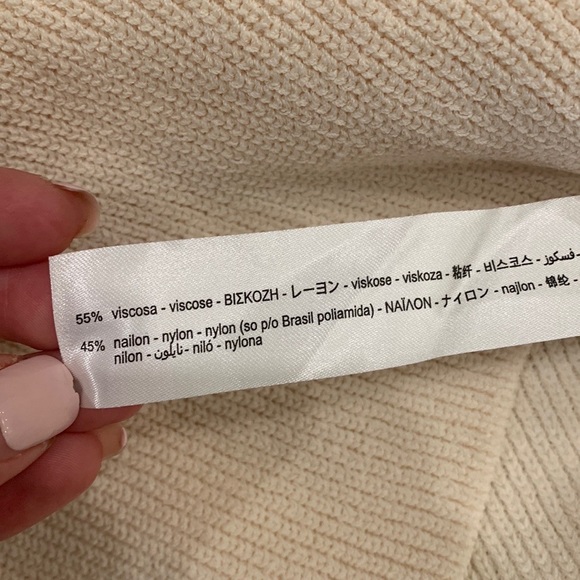 55% viscosa - viscose - ΒΙΣΚΟΖΗ - レーヨン - viskose - viskoza - 粘纤 - 비스코스 - فسكوز -
45% nailon - nylon - nylon (so p/o Brasil poliamida) - ΝΑΪΛΟΝ - ナイロン - najlon - 锦纶 -
nilon - نايلون - niló - nylona